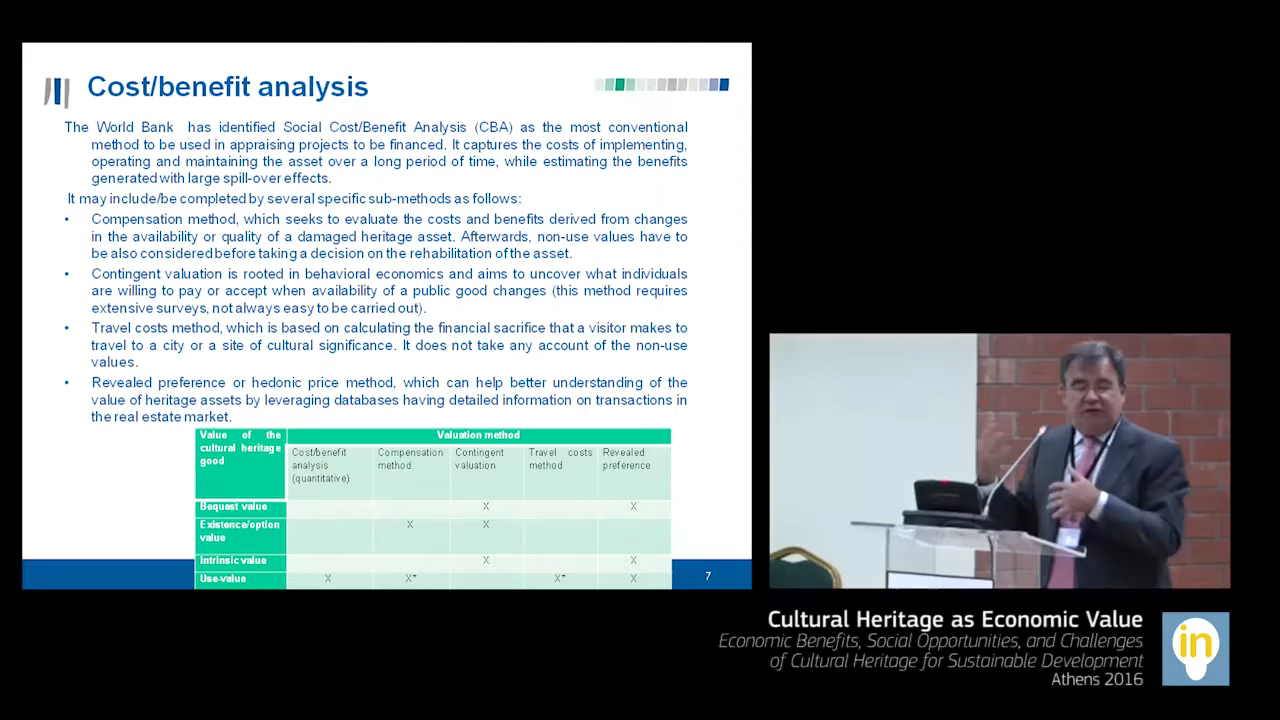 Cost/benefit analysis
The World Bank has identified Social Cost/Benefit Analysis (CBA) as the most conventional
method to be used in appraising projects to be financed. It captures the costs of implementing,
operating and maintaining the asset over a long period of time, while estimating the benefits
generated with large spill-over effects.
It may include/be completed by several specific sub-methods as follows:
• Compensation method, which seeks to evaluate the costs and benefits derived from changes
in the availability or quality of a damaged heritage asset. Afterwards, non-use values have to
be also considered before taking a decision on the rehabilitation of the asset.
• Contingent valuation is rooted in behavioral economics and aims to uncover what individuals
are willing to pay or accept when availability of a public good changes (this method requires
extensive surveys, not always easy to be carried out).
• Travel costs method, which is based on calculating the financial sacrifice that a visitor makes to
travel to a city or a site of cultural significance. It does not take any account of the non-use
values.
• Revealed preference or hedonic price method, which can help better understanding of the
value of heritage assets by leveraging databases having detailed information on transactions in
the real estate market.
Value of the cultural heritage good
Valuation method
Cost/benefit analysis (quantitative)
Compensation method
Contingent valuation
Travel costs method
Revealed preference
Bequest value X X
Existence/option value X X
Intrinsic value X X
Use-value X X* X* X
7
Cultural Heritage as Economic Value
Economic Benefits, Social Opportunities, and Challenges
of Cultural Heritage for Sustainable Development
Athens 2016
in